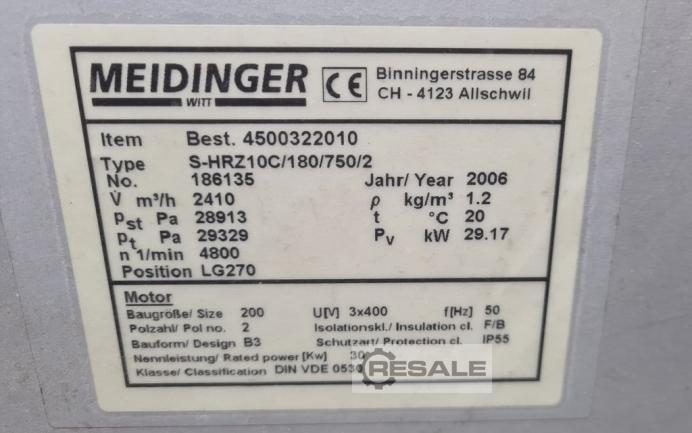 MEIDINGER
WITT
CE
Binningerstrasse 84
CH - 4123 Allschwil
Item Best. 4500322010
Type S-HRZ10C/180/750/2
No. 186135 Jahr/ Year 2006
V̇ m³/h 2410 ρ kg/m³ 1.2
pst Pa 28913 t °C 20
pt Pa 29329 Pv kW 29.17
n 1/min 4800
Position LG270
Motor
Baugröße/ Size 200 U[V] 3x400 f[Hz] 50
Polzahl/ Pol no. 2 Isolationskl./ Insulation cl. F/B
Bauform/ Design B3 Schutzart/ Protection cl. IP55
Nennleistung/ Rated power [Kw] 30
Klasse/ Classification DIN VDE 0530
RESALE